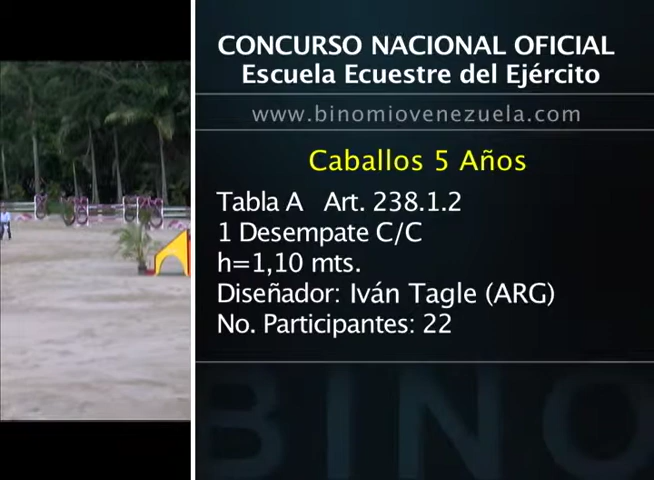 CONCURSO NACIONAL OFICIAL
Escuela Ecuestre del Ejército
www.binomiovenezuela.com
Caballos 5 Años
Tabla A Art. 238.1.2
1 Desempate C/C
h=1,10 mts.
Diseñador: Iván Tagle (ARG)
No. Participantes: 22
BINO